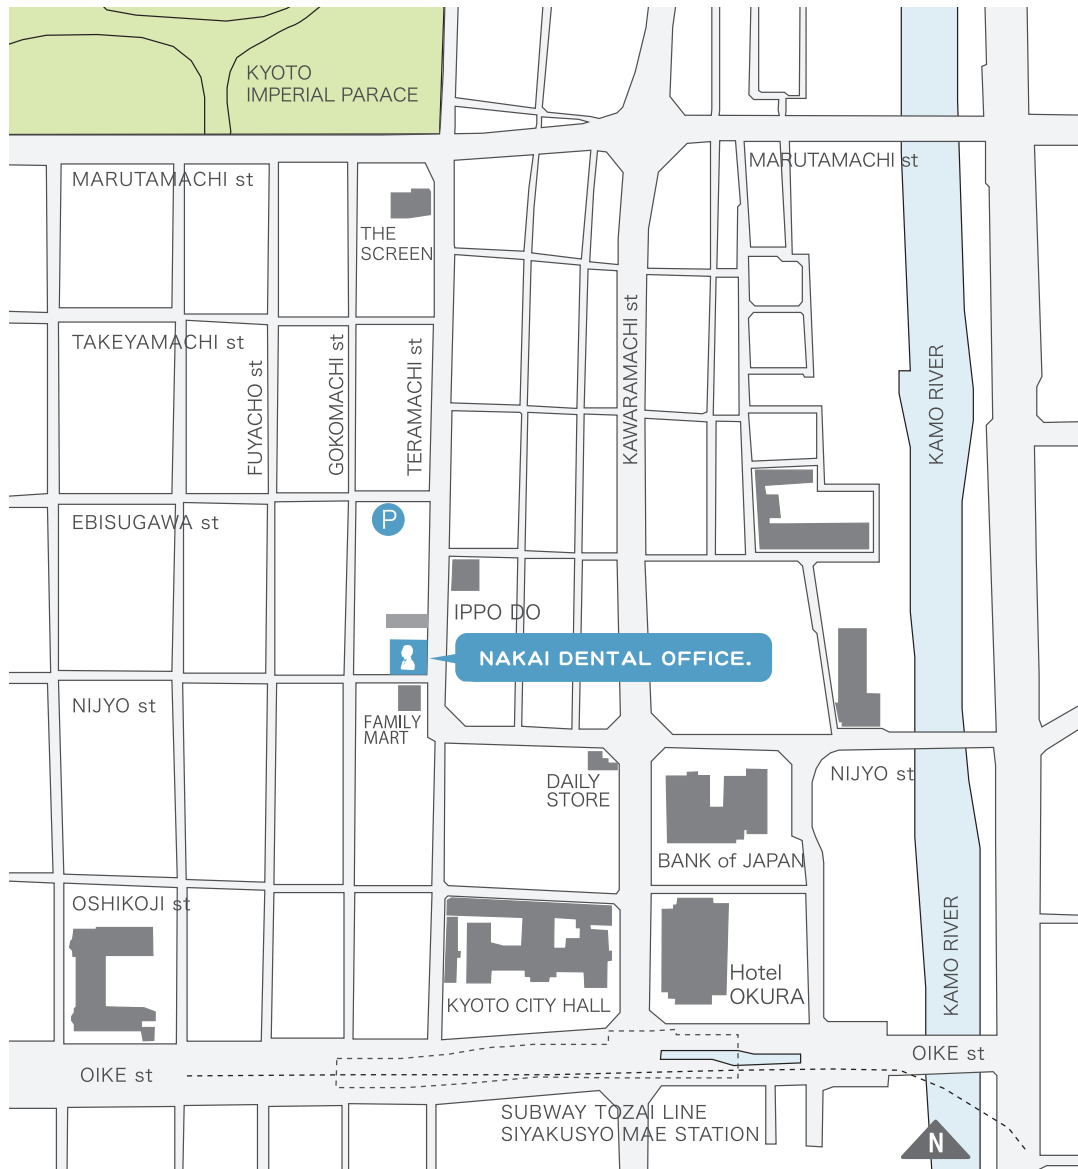 KYOTO
IMPERIAL PARACE
MARUTAMACHI st
MARUTAMACHI st
THE
SCREEN
TAKEYAMACHI st
FUYACHO st
GOKOMACHI st
TERAMACHI st
KAWARAMACHI st
KAMO RIVER
EBISUGAWA st
P
IPPO DO
NAKAI DENTAL OFFICE.
NIJYO st
FAMILY
MART
DAILY
STORE
NIJYO st
BANK of JAPAN
OSHIKOJI st
KAMO RIVER
Hotel
OKURA
KYOTO CITY HALL
OIKE st
OIKE st
SUBWAY TOZAI LINE
SIYAKUSYO MAE STATION
N